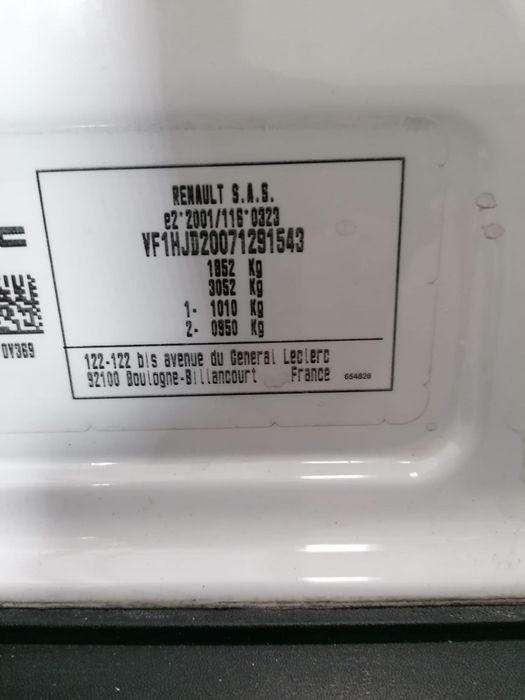 RENAULT S.A.S.
e2*2001/116*0323
VF1HJD20071291543
1852 Kg
3052 Kg
1- 1010 Kg
2- 0950 Kg
0V369
122-122 bis avenue du General Leclerc
92100 Boulogne-Billancourt France 654826